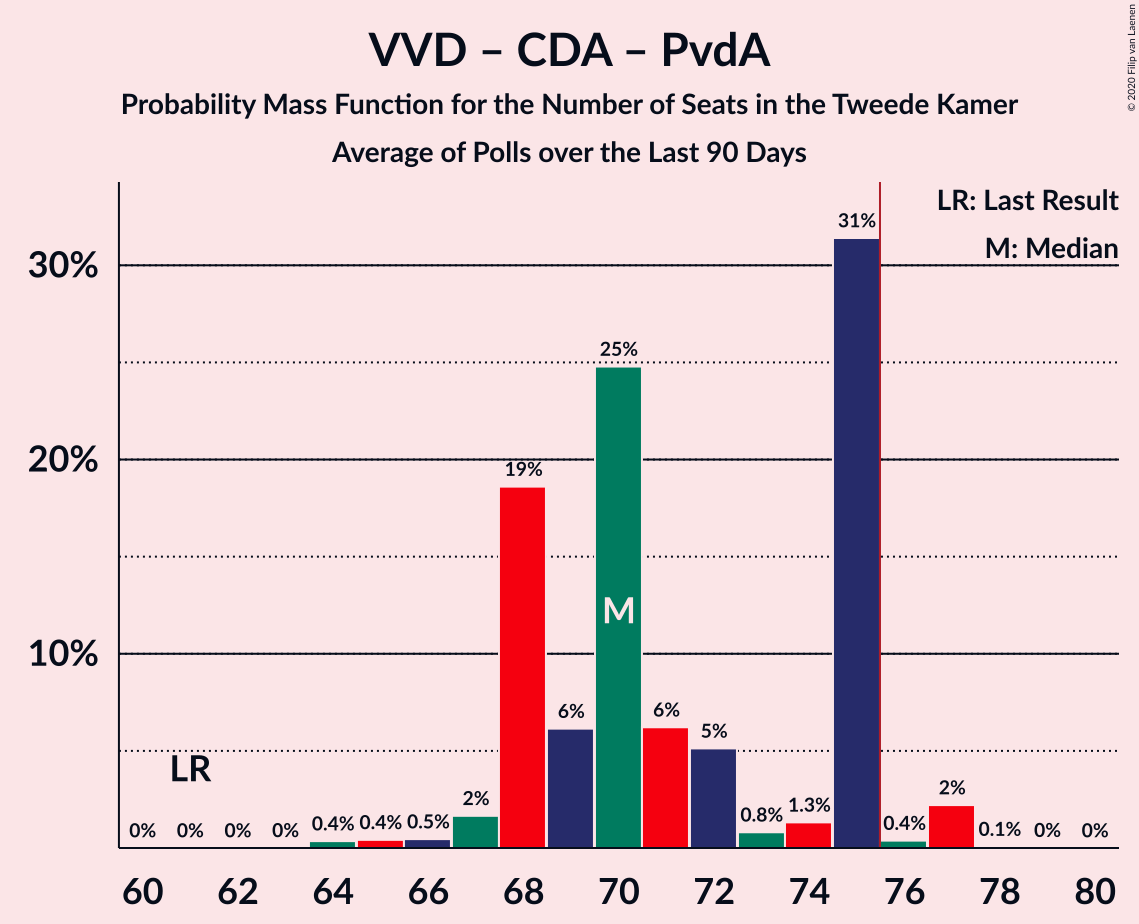 VVD – CDA – PvdA
Probability Mass Function for the Number of Seats in the Tweede Kamer
Average of Polls over the Last 90 Days
© 2020 Filip van Laenen
LR: Last Result
M: Median
30%
20%
10%
0%
LR
0%
0%
0%
0.4%
0.4%
0.5%
2%
19%
6%
25%
M
6%
5%
0.8%
1.3%
31%
0.4%
2%
0.1%
0%
0%
60 62 64 66 68 70 72 74 76 78 80